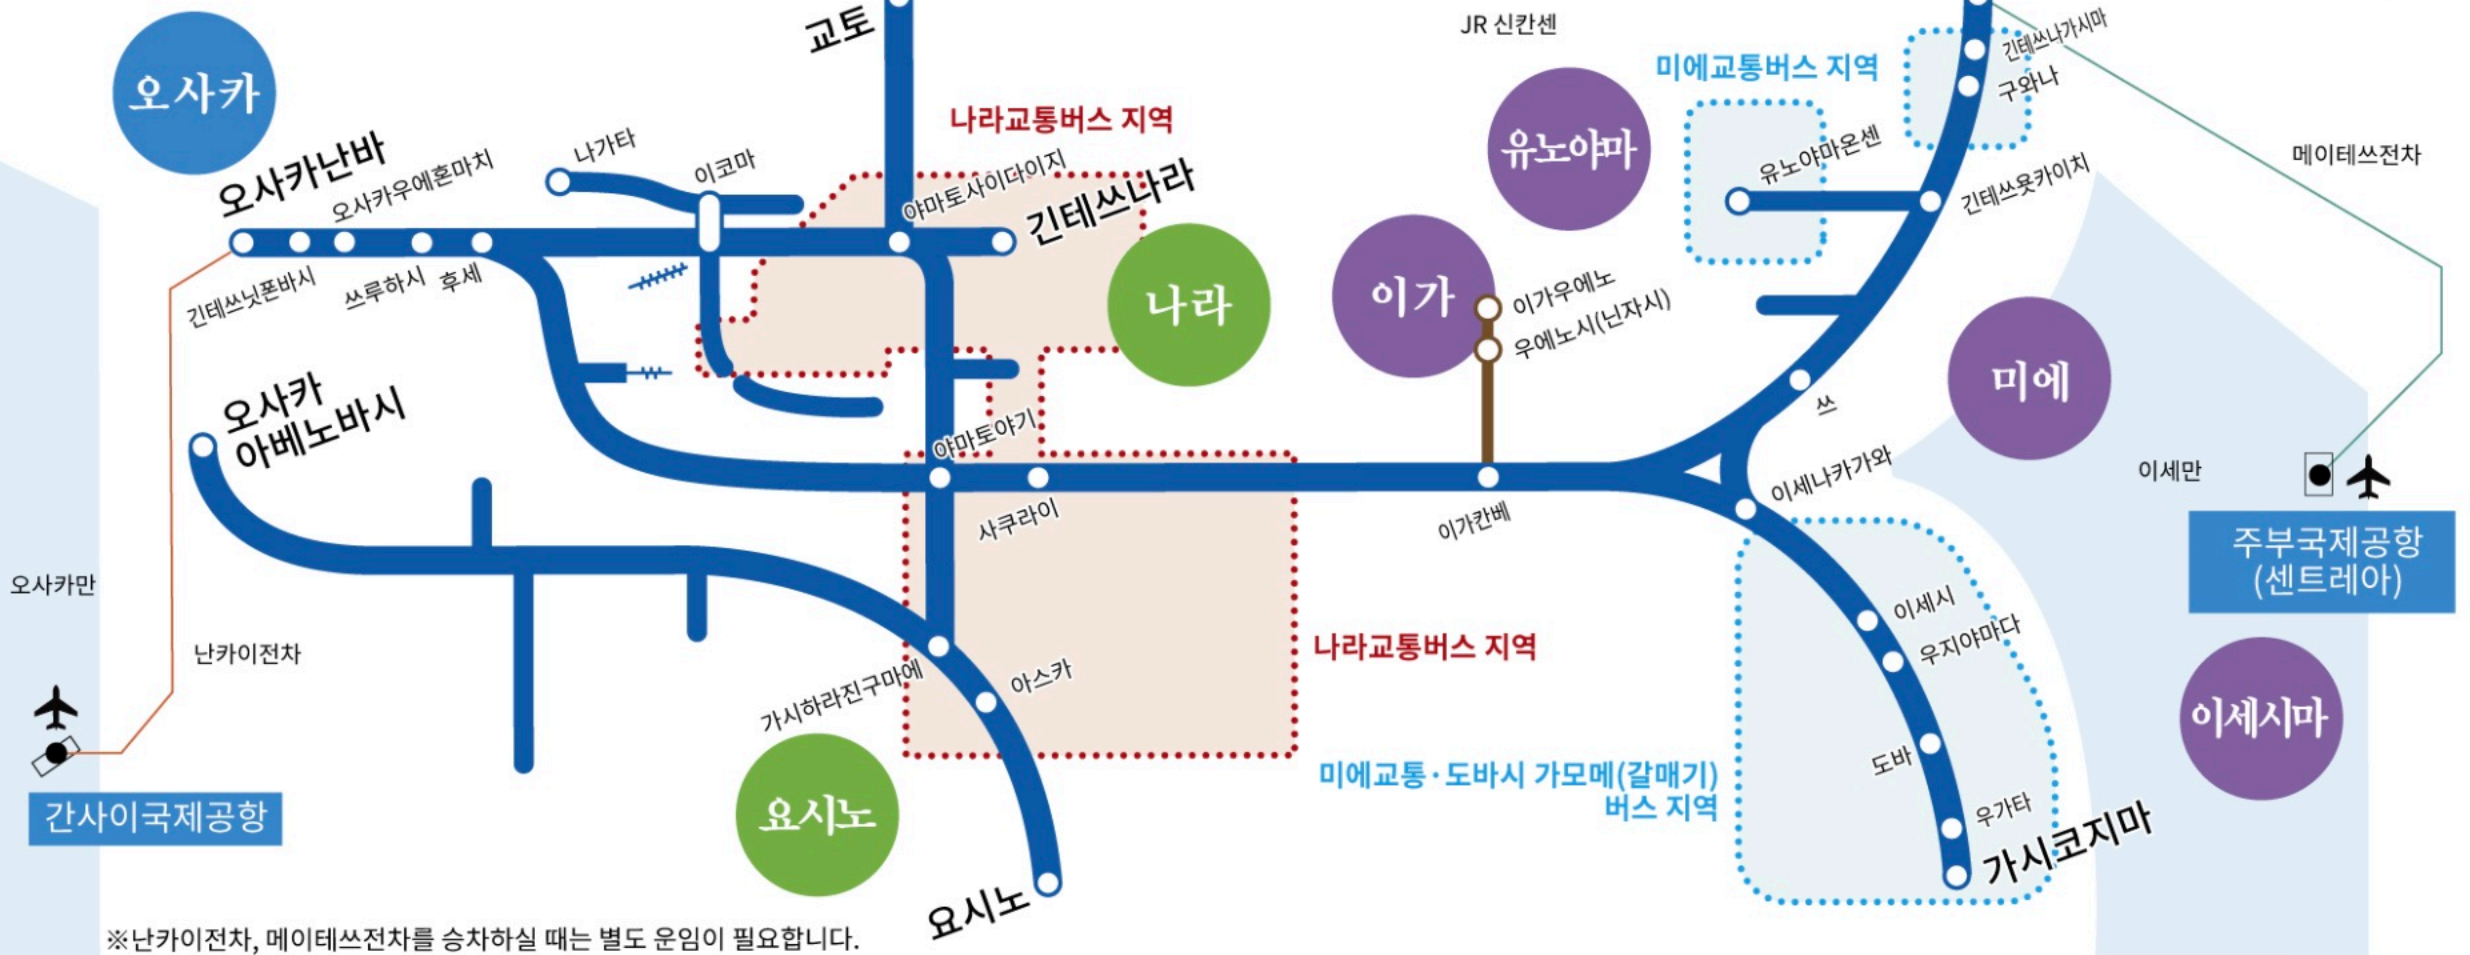 교토
JR 신칸센
긴테쓰나가시마
미에교통버스 지역
구와나
오사카
나라교통버스 지역
유노야마
메이테쓰전차
오사카난바
오사카우에혼마치
나가타
이코마
야마토사이다이지
긴테쓰나라
유노야마온센
긴테쓰욧카이치
긴테쓰닛폰바시
쓰루하시
후세
나라
이가
이가우에노
우에노시(닌자시)
미에
쓰
오사카
아베노바시
야마토야기
사쿠라이
이가칸베
이세나카가와
이세만
주부국제공항
(센트레아)
오사카만
난카이전차
나라교통버스 지역
이세시
우지야마다
가시하라진구마에
아스카
이세시마
도바
미에교통·도바시 가모메(갈매기)
버스 지역
간사이국제공항
요시노
우가타
가시코지마
요시노
※난카이전차, 메이테쓰전차를 승차하실 때는 별도 운임이 필요합니다.